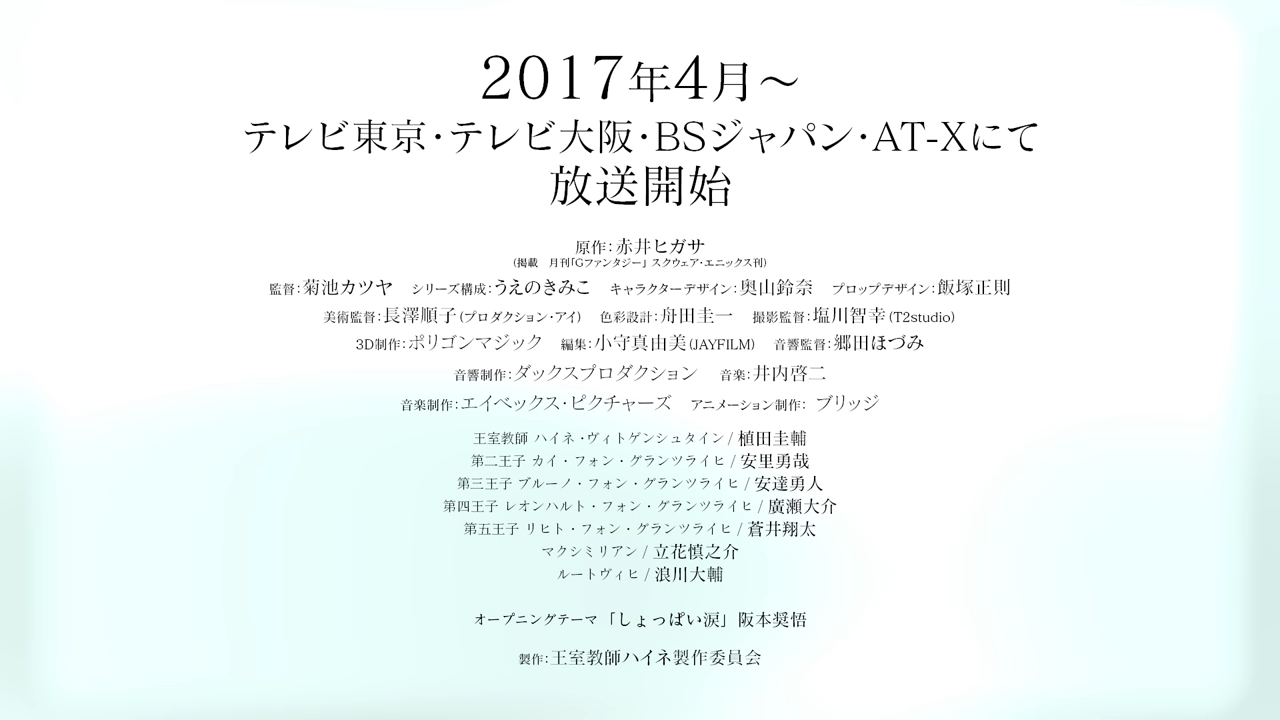 2017年4月～
テレビ東京・テレビ大阪・BSジャパン・AT-Xにて
放送開始
原作：赤井ヒガサ
(掲載　月刊「Gファンタジー」 スクウェア・エニックス刊)
監督：菊池カツヤ　シリーズ構成：うえのきみこ　キャラクターデザイン：奥山鈴奈　プロップデザイン：飯塚正則
美術監督：長澤順子(プロダクション・アイ)　色彩設計：舟田圭一　撮影監督：塩川智幸(T2studio)
3D制作：ポリゴンマジック　編集：小守真由美(JAYFILM)　音響監督：郷田ほづみ
音響制作：ダックスプロダクション　音楽：井内啓二
音楽制作：エイベックス・ピクチャーズ　アニメーション制作： ブリッジ
王室教師 ハイネ・ヴィトゲンシュタイン / 植田圭輔
第二王子 カイ・フォン・グランツライヒ / 安里勇哉
第三王子 ブルーノ・フォン・グランツライヒ / 安達勇人
第四王子 レオンハルト・フォン・グランツライヒ / 廣瀬大介
第五王子 リヒト・フォン・グランツライヒ / 蒼井翔太
マクシミリアン / 立花慎之介
ルートヴィヒ / 浪川大輔
オープニングテーマ「しょっぱい涙」阪本奨悟
製作：王室教師ハイネ製作委員会